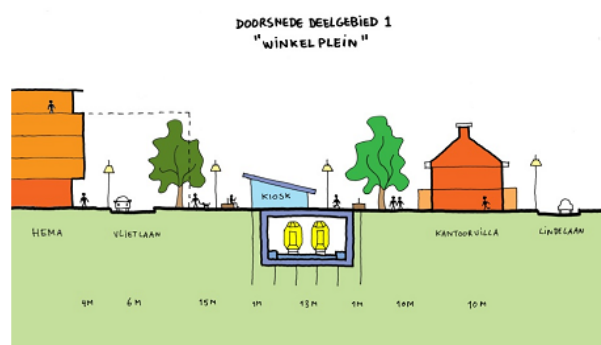 DOORSNEDE DEELGEBIED 1
"WINKELPLEIN"
KIOSK
HEMA VLIETLAAN KANTOORVILLA LINDELAAN
4M 6M 15M 1M 13M 1M 10M 10M